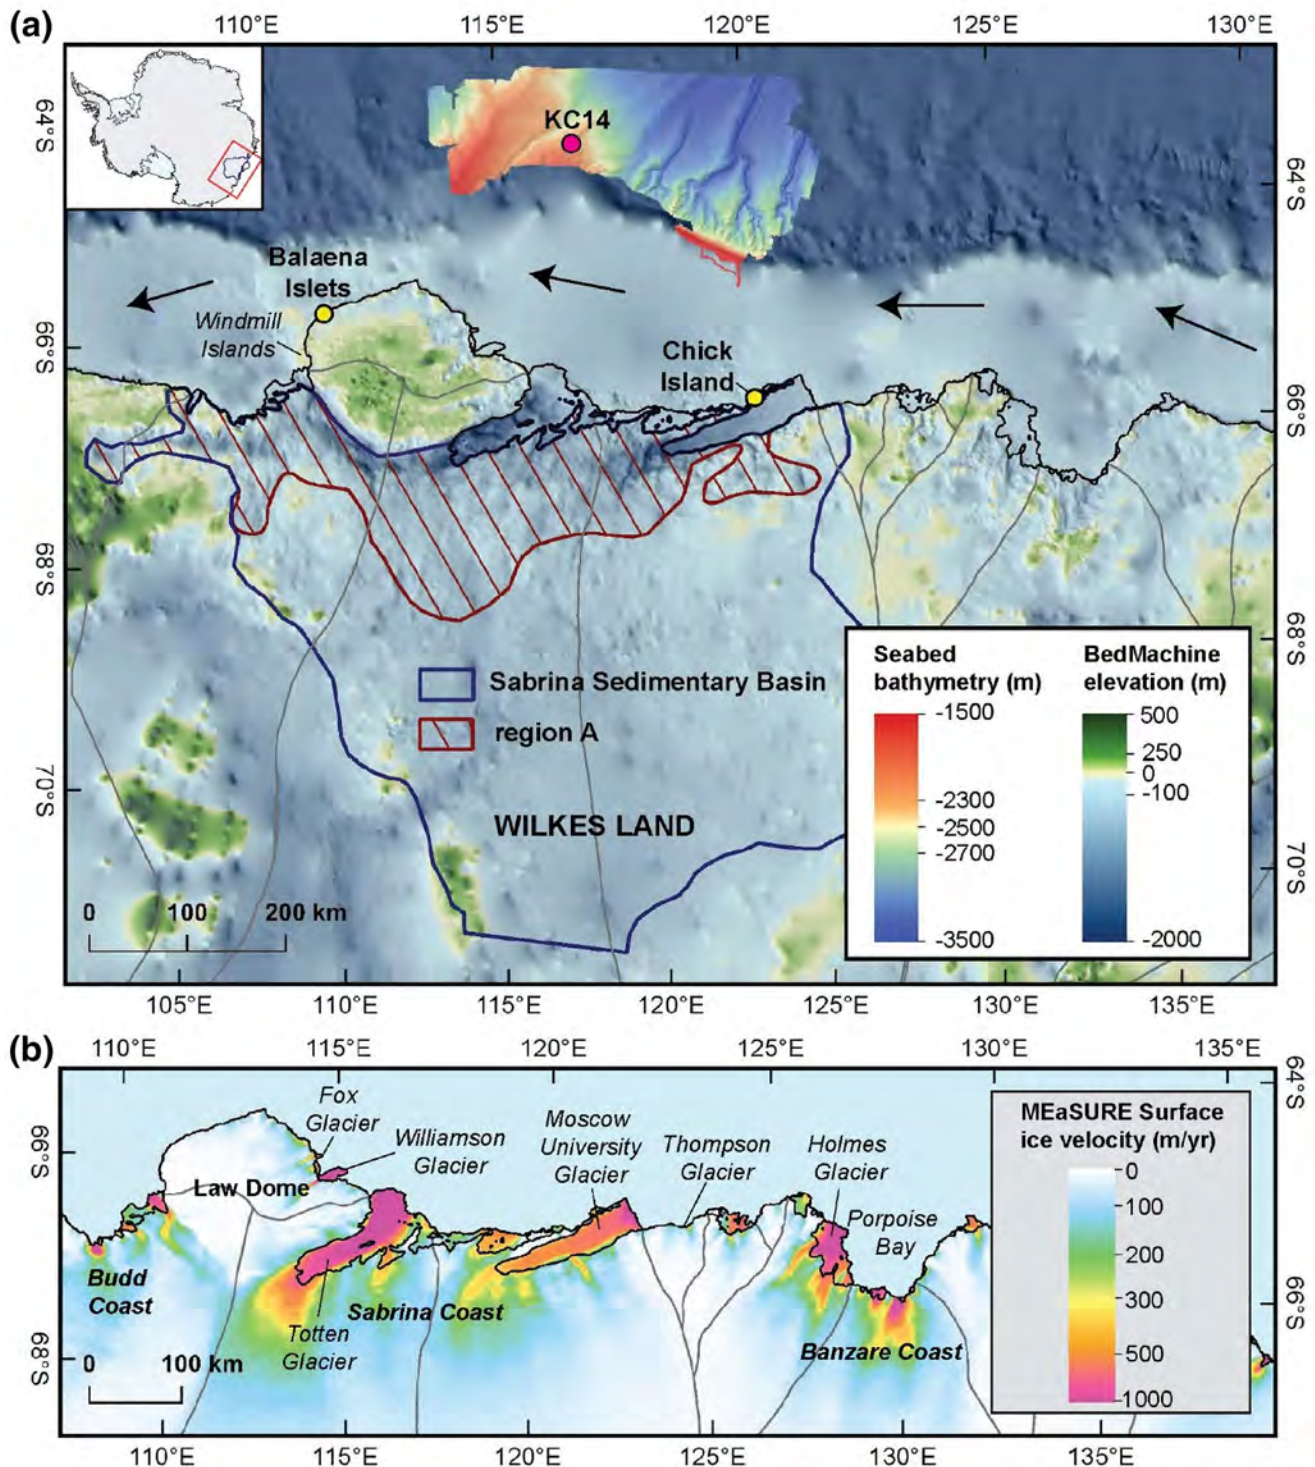 (a)
110°E 115°E 120°E 125°E 130°E
64°S
66°S
68°S
70°S
64°S
66°S
68°S
70°S
KC14
Balaena
Islets
Windmill
Islands
Chick
Island
Sabrina Sedimentary Basin
region A
WILKES LAND
0 100 200 km
Seabed
bathymetry (m)
-1500
-2300
-2500
-2700
-3500
BedMachine
elevation (m)
500
250
0
-100
-2000
105°E 110°E 115°E 120°E 125°E 130°E 135°E
(b)
110°E 115°E 120°E 125°E 130°E 135°E
66°S
68°S
64°S
66°S
Fox
Glacier
Williamson
Glacier
Moscow
University
Glacier
Thompson
Glacier
Holmes
Glacier
Law Dome
Porpoise
Bay
Budd
Coast
Sabrina Coast
Totten
Glacier
Banzare Coast
0 100 km
MEaSURE Surface
ice velocity (m/yr)
0
100
200
300
500
1000
110°E 115°E 120°E 125°E 130°E 135°E